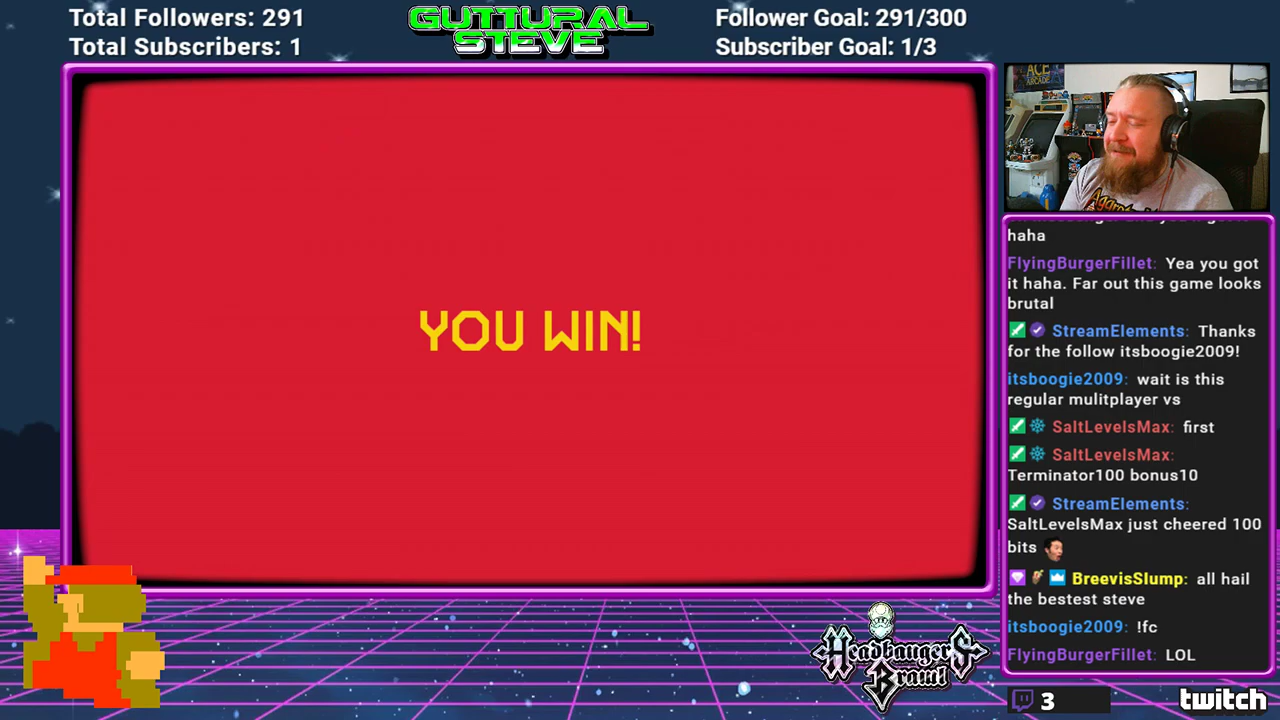 Total Followers: 291
Total Subscribers: 1
GUTTURAL
STEVE
Follower Goal: 291/300
Subscriber Goal: 1/3
YOU WIN!
ACE
ARCADE
haha
FlyingBurgerFillet: Yea you got
it haha. Far out this game looks
brutal
StreamElements: Thanks
for the follow itsboogie2009!
itsboogie2009: wait is this
regular mulitplayer vs
SaltLevelsMax: first
SaltLevelsMax:
Terminator100 bonus10
StreamElements:
SaltLevelsMax just cheered 100
bits
BreevisSlump: all hail
the bestest steve
itsboogie2009: !fc
FlyingBurgerFillet: LOL
Headbangers
Brawl
3
twitch